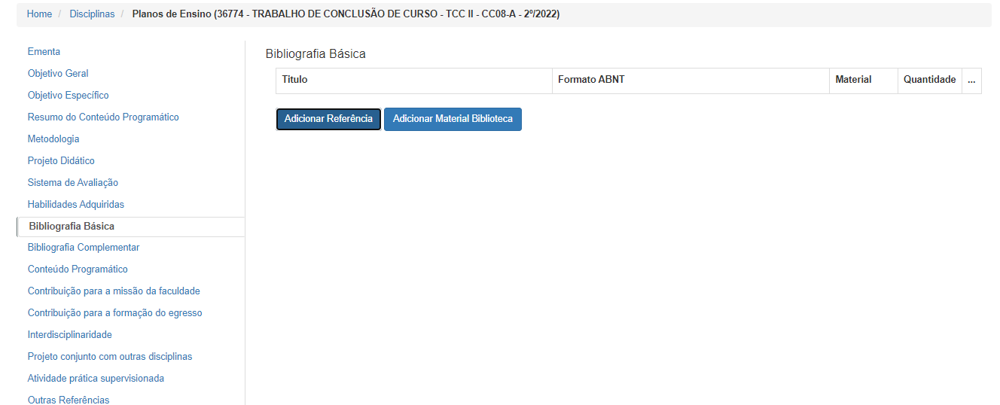 Home / Disciplinas / Planos de Ensino (36774 - TRABALHO DE CONCLUSÃO DE CURSO - TCC II - CC08-A - 2º/2022)
Ementa
Objetivo Geral
Objetivo Específico
Resumo do Conteúdo Programático
Metodologia
Projeto Didático
Sistema de Avaliação
Habilidades Adquiridas
Bibliografia Básica
Bibliografia Complementar
Conteúdo Programático
Contribuição para a missão da faculdade
Contribuição para a formação do egresso
Interdisciplinaridade
Projeto conjunto com outras disciplinas
Atividade prática supervisionada
Outras Referências
Bibliografia Básica
Titulo Formato ABNT Material Quantidade ...
Adicionar Referência Adicionar Material Biblioteca